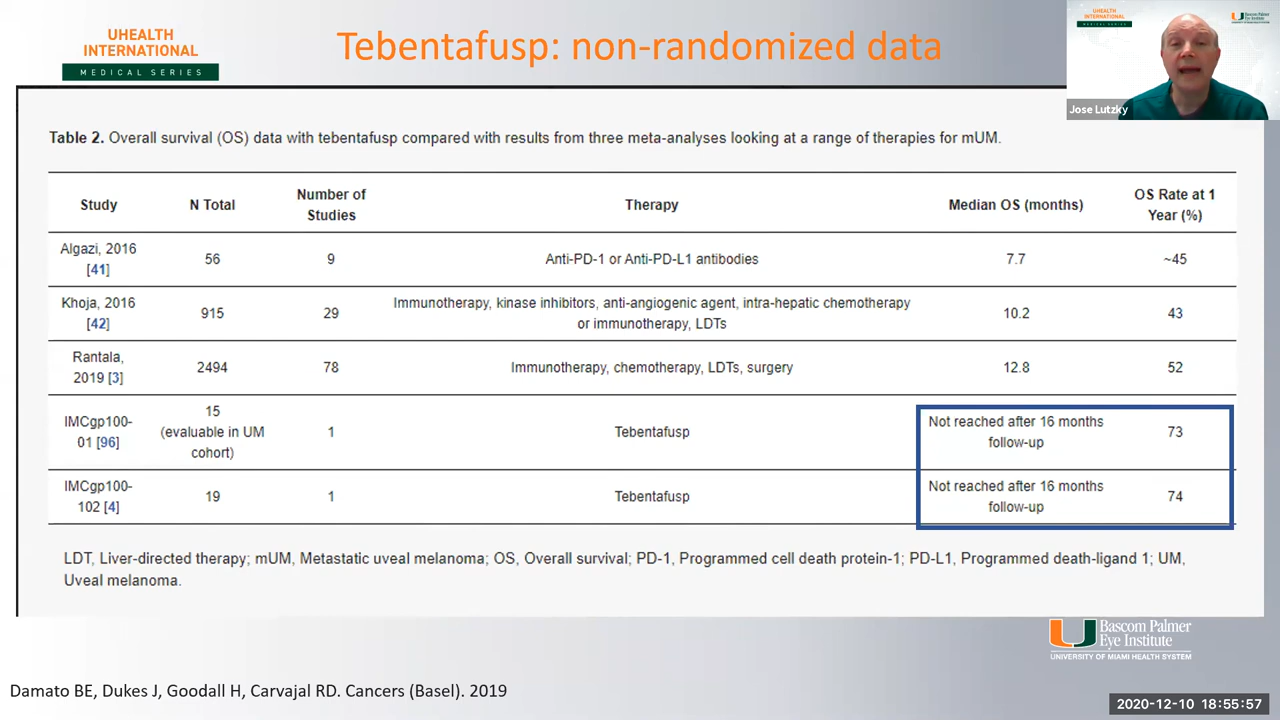 UHEALTH
INTERNATIONAL
MEDICAL SERIES
Tebentafusp: non-randomized data
Jose Lutzky
Table 2. Overall survival (OS) data with tebentafusp compared with results from three meta-analyses looking at a range of therapies for mUM.
Study N Total Number of Studies Therapy Median OS (months) OS Rate at 1 Year (%)
Algazi, 2016 [41] 56 9 Anti-PD-1 or Anti-PD-L1 antibodies 7.7 ~45
Khoja, 2016 [42] 915 29 Immunotherapy, kinase inhibitors, anti-angiogenic agent, intra-hepatic chemotherapy or immunotherapy, LDTs 10.2 43
Rantala, 2019 [3] 2494 78 Immunotherapy, chemotherapy, LDTs, surgery 12.8 52
IMCgp100-01 [96] 15 (evaluable in UM cohort) 1 Tebentafusp Not reached after 16 months follow-up 73
IMCgp100-102 [4] 19 1 Tebentafusp Not reached after 16 months follow-up 74
LDT, Liver-directed therapy; mUM, Metastatic uveal melanoma; OS, Overall survival; PD-1, Programmed cell death protein-1; PD-L1, Programmed death-ligand 1; UM,
Uveal melanoma.
Bascom Palmer
Eye Institute
UNIVERSITY OF MIAMI HEALTH SYSTEM
Damato BE, Dukes J, Goodall H, Carvajal RD. Cancers (Basel). 2019
2020-12-10 18:55:57